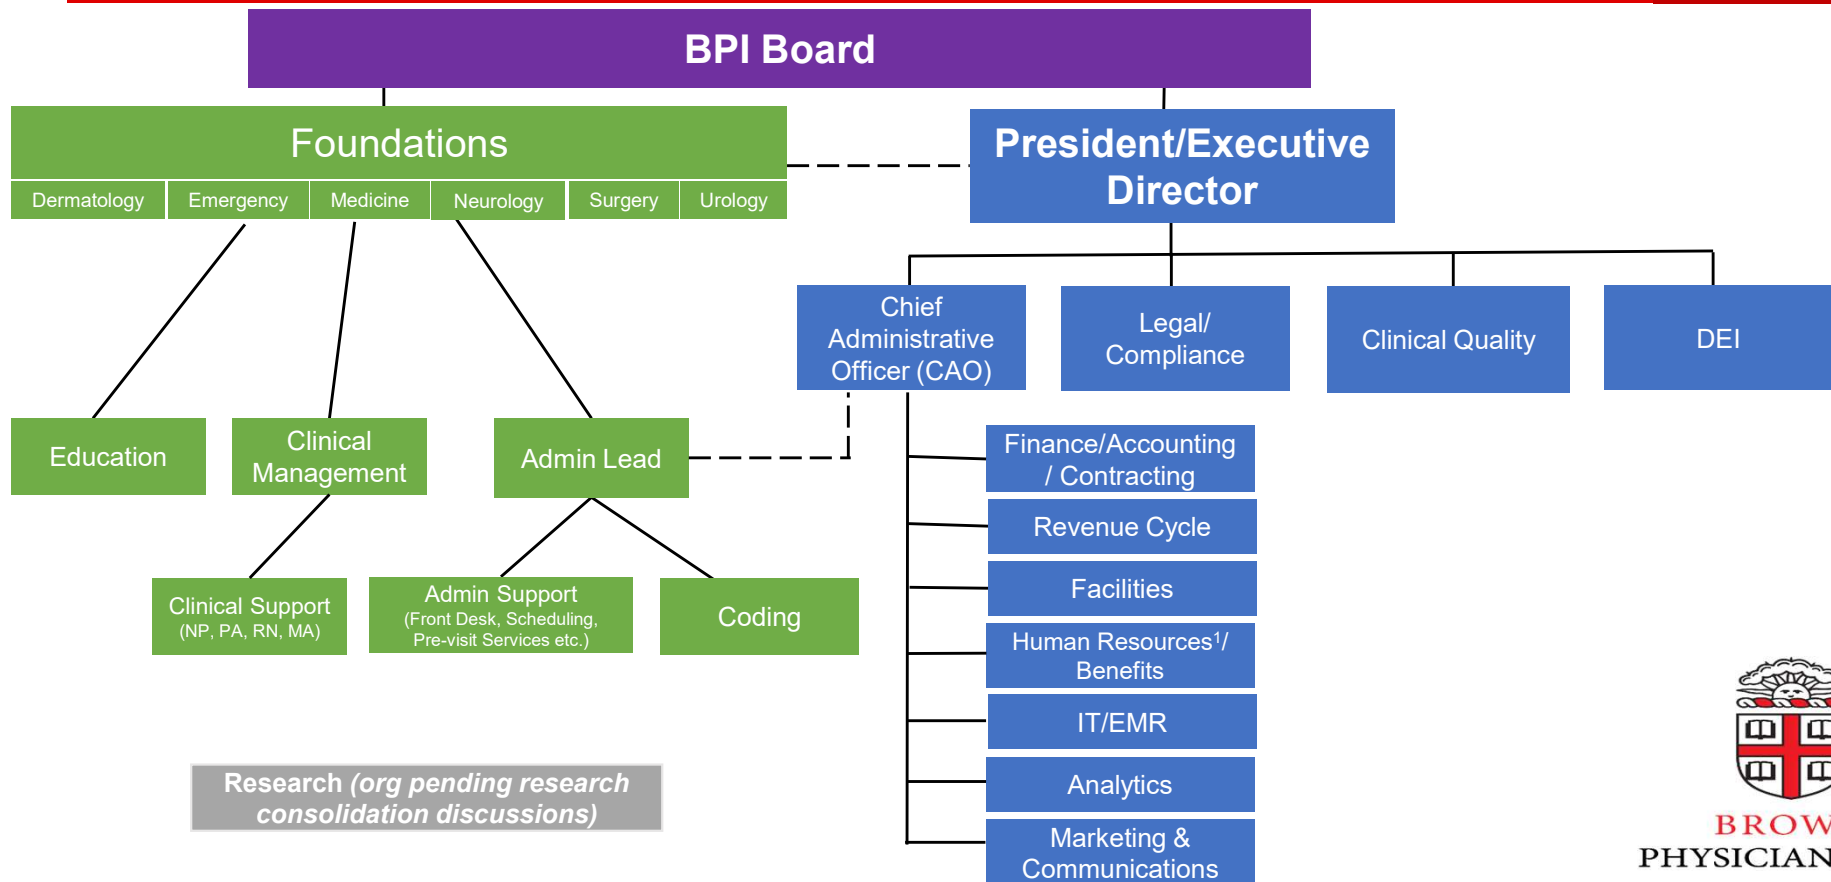 BPI Board
Foundations
Dermatology
Emergency
Medicine
Neurology
Surgery
Urology
President/Executive
Director
Chief
Administrative
Officer (CAO)
Legal/
Compliance
Clinical Quality
DEI
Education
Clinical
Management
Admin Lead
Clinical Support
(NP, PA, RN, MA)
Admin Support
(Front Desk, Scheduling,
Pre-visit Services etc.)
Coding
Finance/Accounting
/ Contracting
Revenue Cycle
Facilities
Human Resources¹/
Benefits
IT/EMR
Analytics
Marketing &
Communications
Research (org pending research
consolidation discussions)
BROW
PHYSICIAN